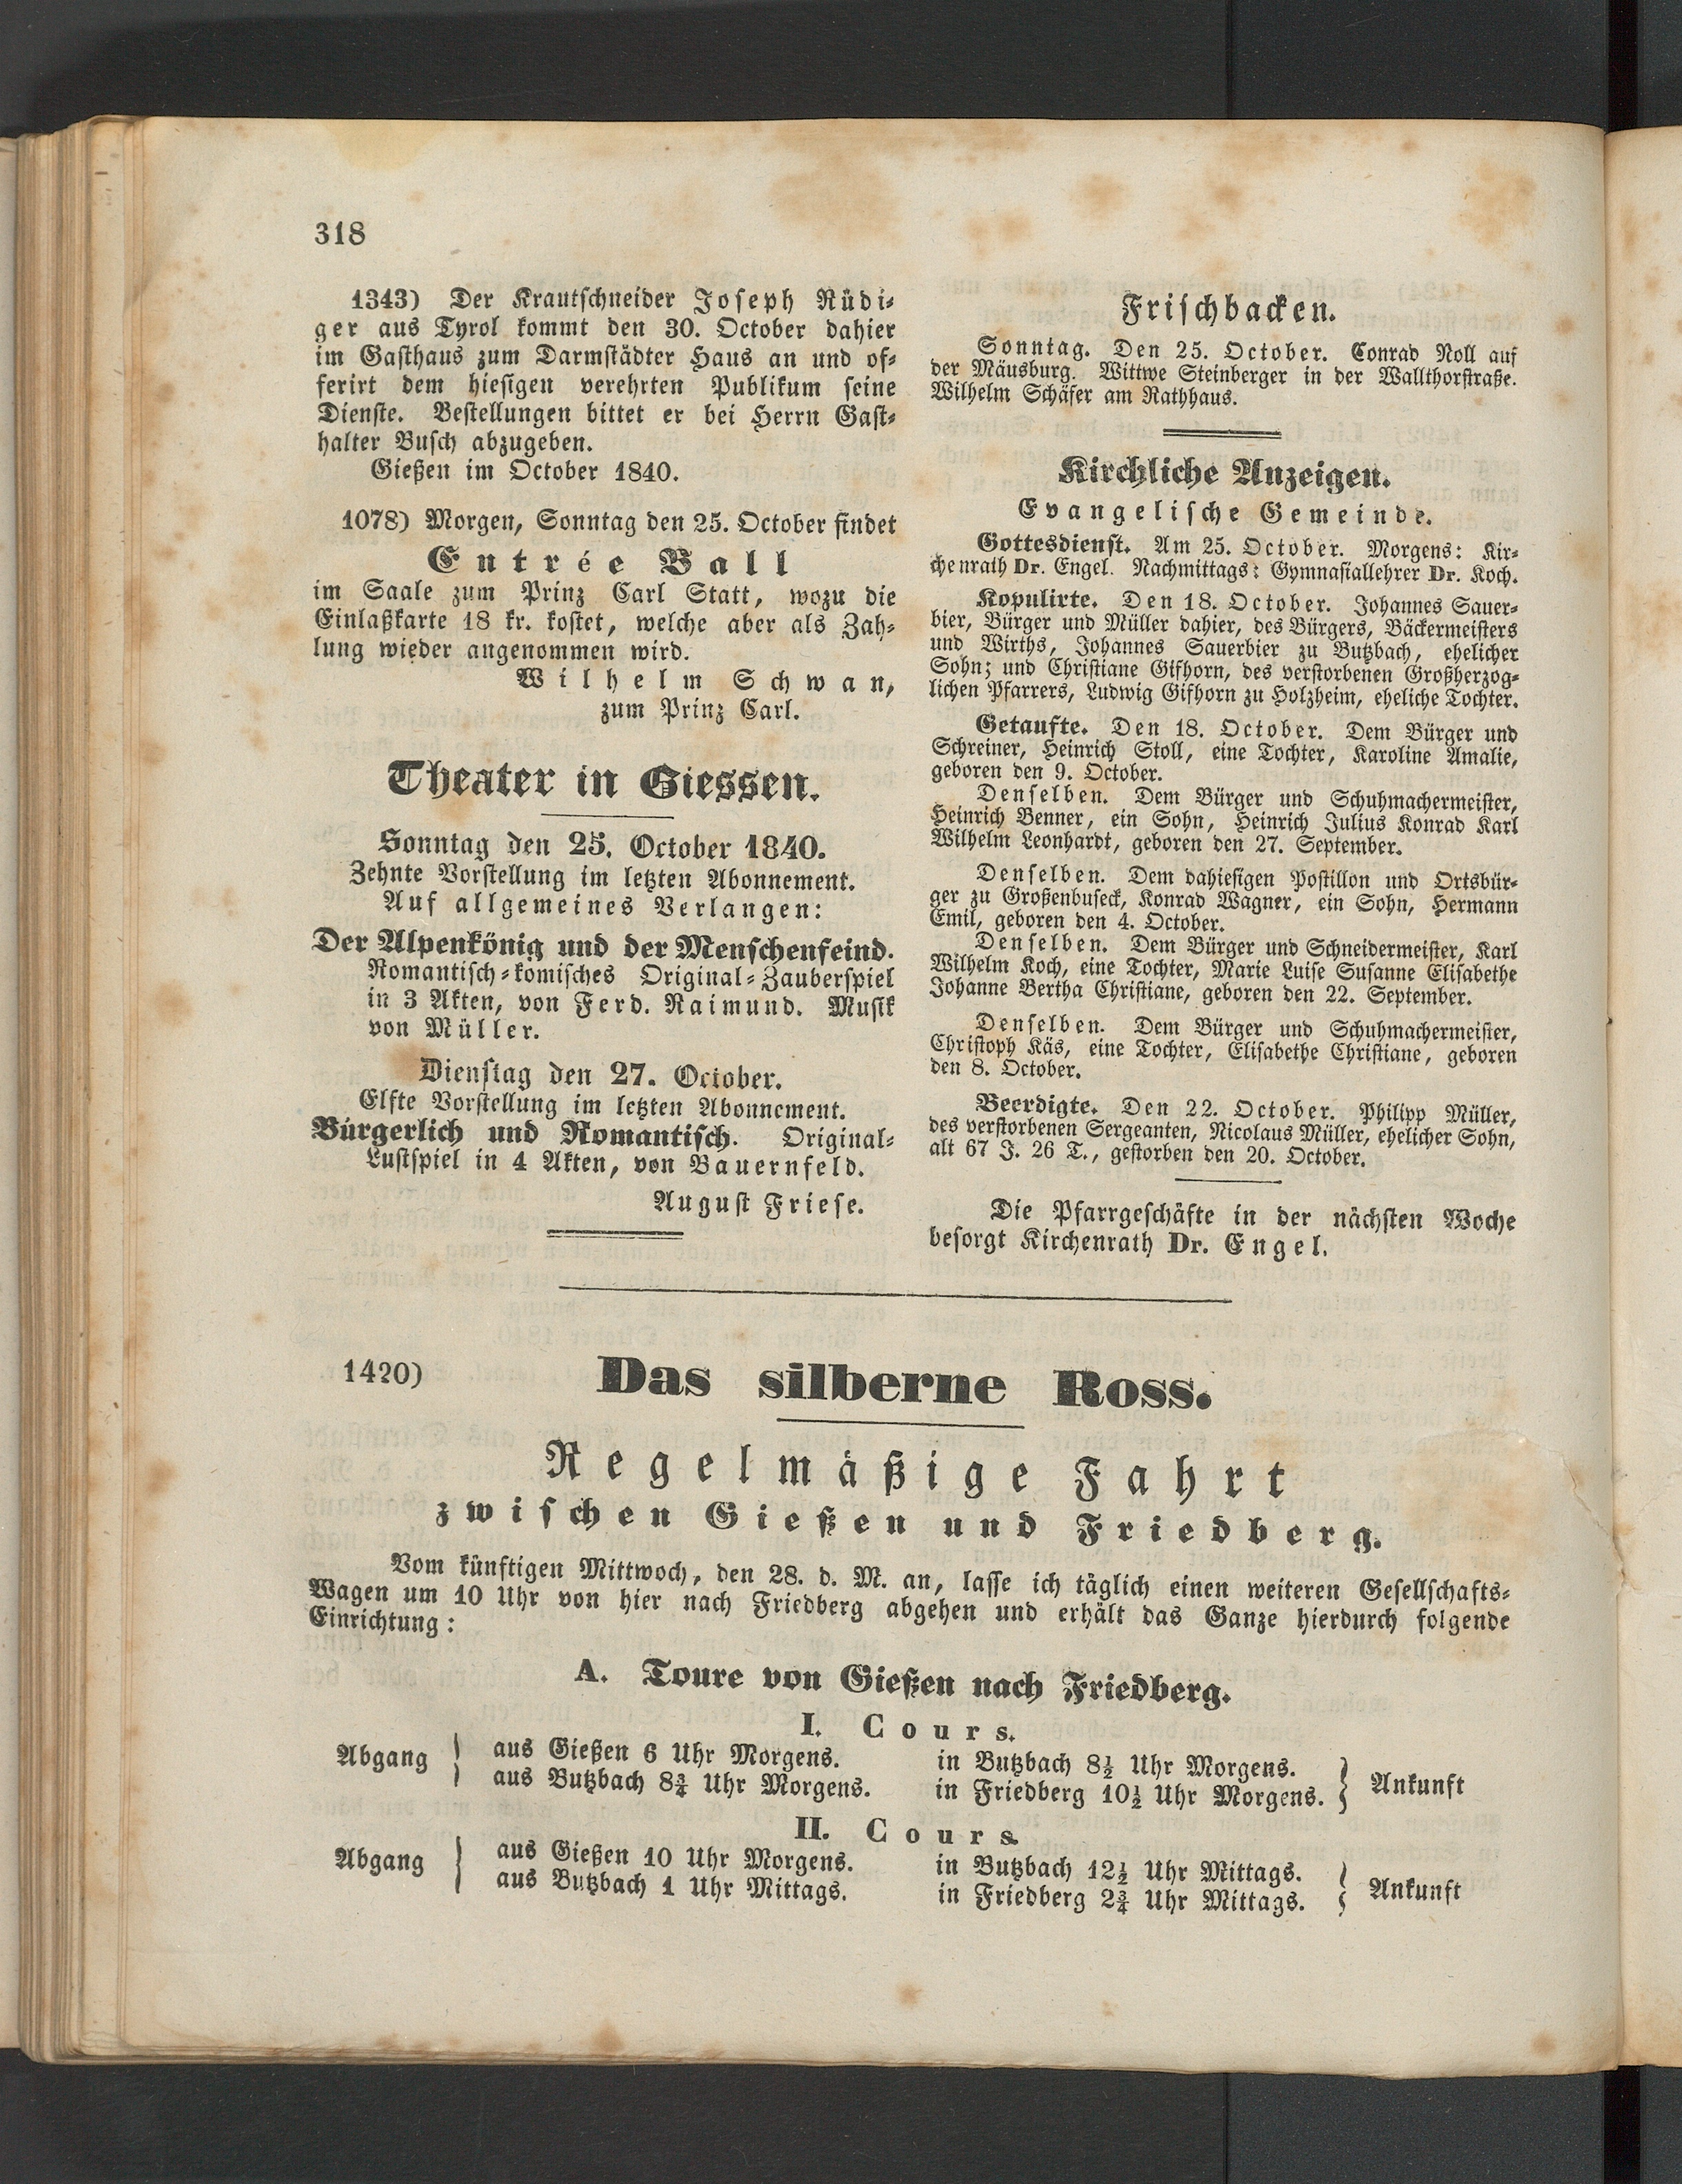 318
1343) Der Krautschneider Joseph Rüdi-
ger aus Tyrol kommt den 30. October dahier
im Gasthaus zum Darmstädter Haus an und of-
ferirt dem hiesigen verehrten Publikum seine
Dienste. Bestellungen bittet er bei Herrn Gast-
halter Busch abzugeben.
Gießen im October 1840.
1078) Morgen, Sonntag den 25. October findet
Entrée Ball
im Saale zum Prinz Carl Statt, wozu die
Einlaßkarte 18 kr. kostet, welche aber als Zah-
lung wieder angenommen wird.
Wilhelm Schwan,
zum Prinz Carl.
Theater in Giessen.
Sonntag den 25. October 1840.
Zehnte Vorstellung im letzten Abonnement.
Auf allgemeines Verlangen:
Der Alpenkönig und der Menschenfeind.
Romantisch-komisches Original-Zauberspiel
in 3 Akten, von Ferd. Raimund. Musik
von Müller.
Dienstag den 27. October.
Elfte Vorstellung im letzten Abonnement.
Bürgerlich und Romantisch. Original-
Lustspiel in 4 Akten, von Bauernfeld.
August Friese.
Frischbacken.
Sonntag. Den 25. October. Conrad Noll auf
der Mäusburg. Wittwe Steinberger in der Wallthorstraße.
Wilhelm Schäfer am Rathhaus.
Kirchliche Anzeigen.
Evangelische Gemeinde.
Gottesdienst. Am 25. October. Morgens: Kir-
chenrath Dr. Engel. Nachmittags: Gymnasiallehrer Dr. Koch.
Kopulirte. Den 18. October. Johannes Sauer-
bier, Bürger und Müller dahier, des Bürgers, Bäckermeisters
und Wirths, Johannes Sauerbier zu Butzbach, ehelicher
Sohn; und Christiane Gifhorn, des verstorbenen Großherzog-
lichen Pfarrers, Ludwig Gifhorn zu Holzheim, eheliche Tochter.
Getaufte. Den 18. October. Dem Bürger und
Schreiner, Heinrich Stoll, eine Tochter, Karoline Amalie,
geboren den 9. October.
Denselben. Dem Bürger und Schuhmachermeister,
Heinrich Benner, ein Sohn, Heinrich Julius Konrad Karl
Wilhelm Leonhardt, geboren den 27. September.
Denselben. Dem dahiesigen Postillon und Ortsbür-
ger zu Großenbuseck, Konrad Wagner, ein Sohn, Hermann
Emil, geboren den 4. October.
Denselben. Dem Bürger und Schneidermeister, Karl
Wilhelm Koch, eine Tochter, Marie Luise Susanne Elisabethe
Johanne Bertha Christiane, geboren den 22. September.
Denselben. Dem Bürger und Schuhmachermeister,
Christoph Käs, eine Tochter, Elisabethe Christiane, geboren
den 8. October.
Beerdigte. Den 22. October. Philipp Müller,
des verstorbenen Sergeanten, Nicolaus Müller, ehelicher Sohn,
alt 67 J. 26 T., gestorben den 20. October.
Die Pfarrgeschäfte in der nächsten Woche
besorgt Kirchenrath Dr. Engel.
1420) Das silberne Ross.
Regelmäßige Fahrt
zwischen Gießen und Friedberg.
Vom künftigen Mittwoch, den 28. d. M. an, lasse ich täglich einen weiteren Gesellschafts-
Wagen um 10 Uhr von hier nach Friedberg abgehen und erhält das Ganze hierdurch folgende
Einrichtung:
A. Toure von Gießen nach Friedberg.
I. Cours.
Abgang } aus Gießen 6 Uhr Morgens. in Butzbach 8½ Uhr Morgens.
aus Butzbach 8¾ Uhr Morgens. in Friedberg 10½ Uhr Morgens. } Ankunft
II. Cours.
Abgang { aus Gießen 10 Uhr Morgens. in Butzbach 12½ Uhr Mittags.
aus Butzbach 1 Uhr Mittags. in Friedberg 2¾ Uhr Mittags. } Ankunft